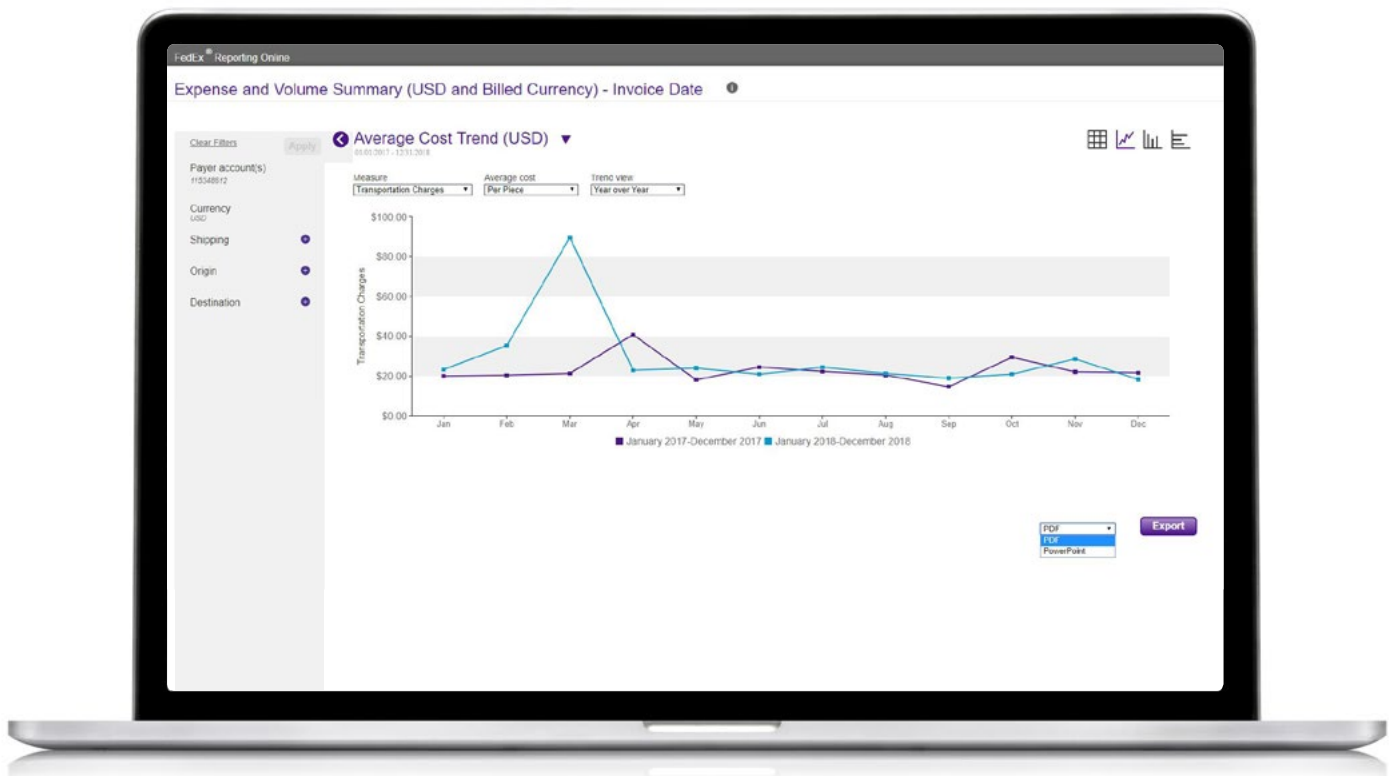 FedEx® Reporting Online
Expense and Volume Summary (USD and Billed Currency) - Invoice Date
Clear Filters
Apply
Payer account(s)
Currency
USD
Shipping
Origin
Destination
Average Cost Trend (USD)
Measure
Transportation Charges
Average cost
Per Piece
Trend view
Year over Year
Transportation Charges
$100.00
$80.00
$60.00
$40.00
$20.00
$0.00
Jan Feb Mar Apr May Jun Jul Aug Sep Oct Nov Dec
January 2017-December 2017 January 2018-December 2018
PDF
PDF
PowerPoint
Export